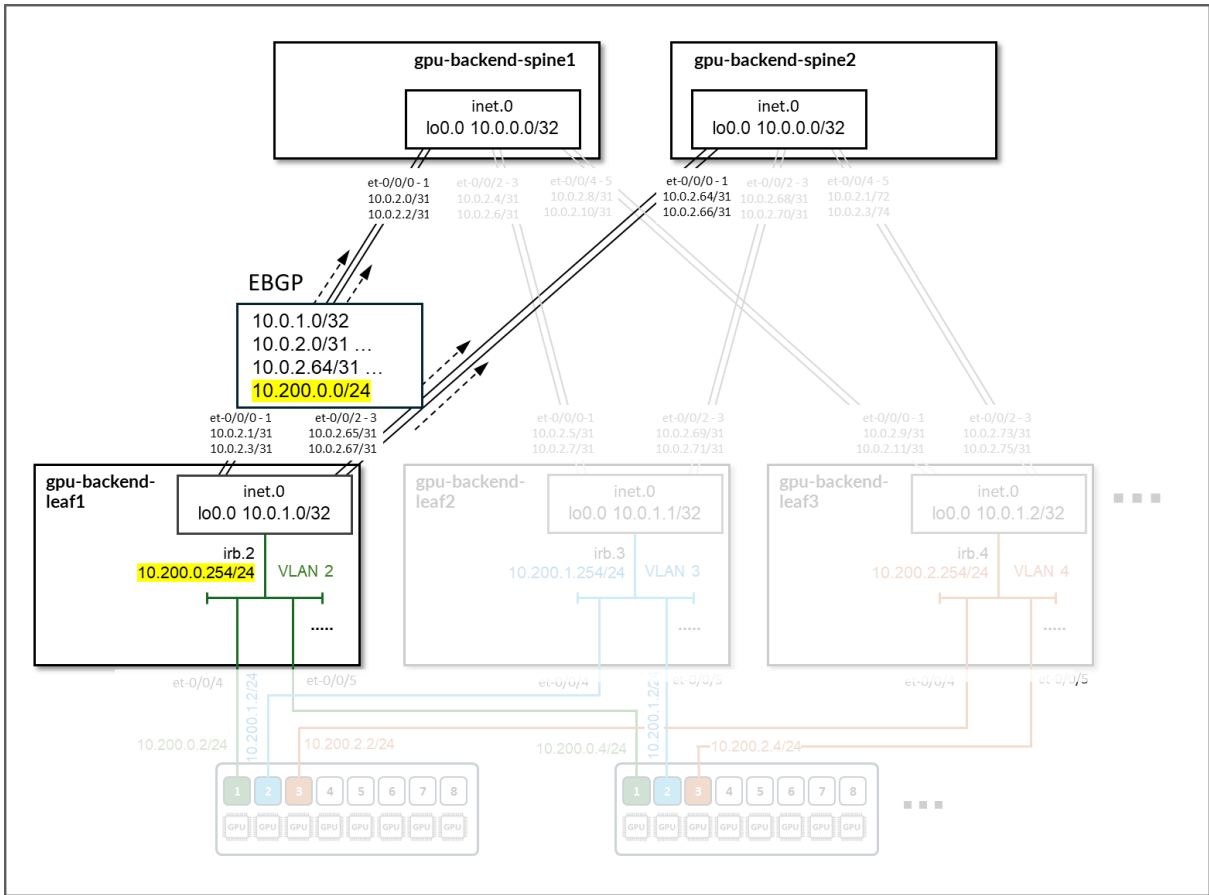 gpu-backend-spine1
inet.0
lo0.0 10.0.0.0/32
gpu-backend-spine2
inet.0
lo0.0 10.0.0.0/32
et-0/0/0 - 1
10.0.2.0/31
10.0.2.2/31
et-0/0/2 - 3
10.0.2.4/31
10.0.2.6/31
et-0/0/4 - 5
10.0.2.8/31
10.0.2.10/31
et-0/0/0 - 1
10.0.2.64/31
10.0.2.66/31
et-0/0/2 - 3
10.0.2.68/31
10.0.2.70/31
et-0/0/4-5
10.0.2.1/72
10.0.2.3/74
EBGP
10.0.1.0/32
10.0.2.0/31 ...
10.0.2.64/31 ...
10.200.0.0/24
et-0/0/0 - 1
10.0.2.1/31
10.0.2.3/31
et-0/0/2 - 3
10.0.2.65/31
10.0.2.67/31
et-0/0/0-1
10.0.2.5/31
10.0.2.7/31
et-0/0/2 - 3
10.0.2.69/31
10.0.2.71/31
et-0/0/0 - 1
10.0.2.9/31
10.0.2.11/31
et-0/0/2 - 3
10.0.2.73/31
10.0.2.75/31
gpu-backend-
leaf1
inet.0
lo0.0 10.0.1.0/32
irb.2
10.200.0.254/24
VLAN 2
.....
gpu-backend-
leaf2
inet.0
lo0.0 10.0.1.1/32
irb.3
10.200.1.254/24
VLAN 3
.....
gpu-backend-
leaf3
inet.0
lo0.0 10.0.1.2/32
irb.4
10.200.2.254/24
VLAN 4
.....
et-0/0/4
et-0/0/5
et-0/0/4
et-0/0/5
et-0/0/4
et-0/0/5
10.200.0.2/24
10.200.1.2/24
10.200.2.2/24
10.200.0.4/24
10.200.1.2/24
10.200.2.4/24
1 2 3 4 5 6 7 8
GPU GPU GPU GPU GPU GPU GPU GPU
1 2 3 4 5 6 7 8
GPU GPU GPU GPU GPU GPU GPU GPU